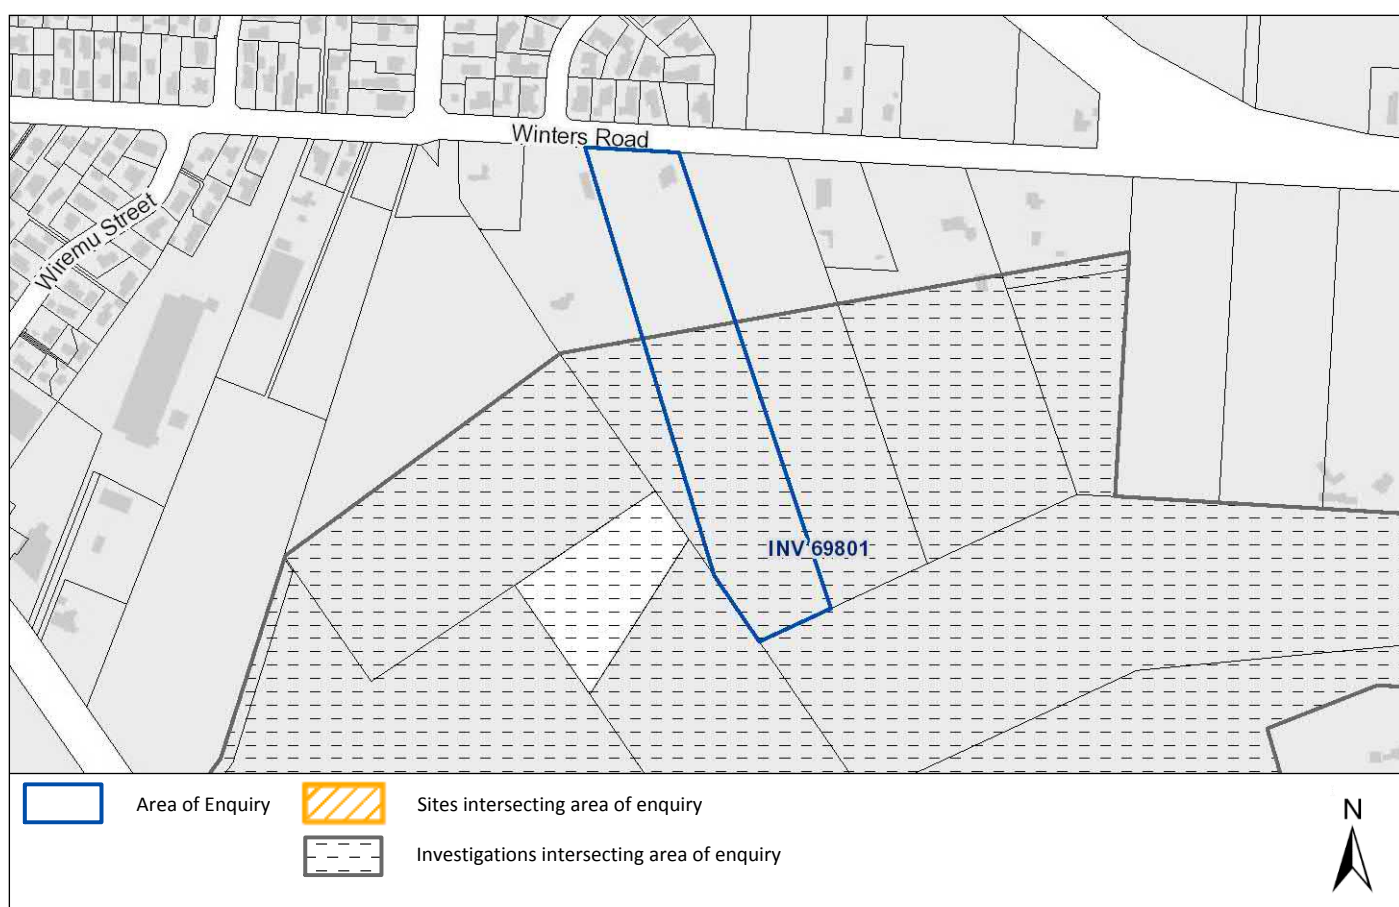 Winters Road
Wiremu Street
INV 69801
Area of Enquiry
Sites intersecting area of enquiry
N
Investigations intersecting area of enquiry